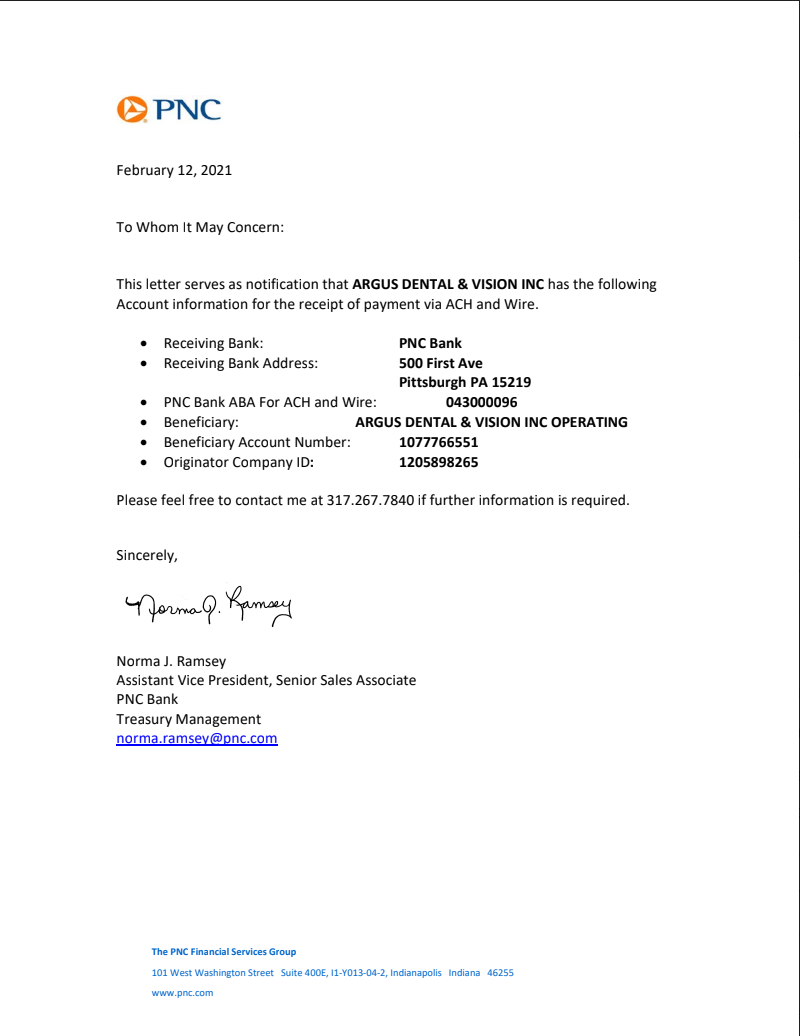 PNC
February 12, 2021
To Whom It May Concern:
This letter serves as notification that ARGUS DENTAL & VISION INC has the following
Account information for the receipt of payment via ACH and Wire.
• Receiving Bank: PNC Bank
• Receiving Bank Address: 500 First Ave
Pittsburgh PA 15219
• PNC Bank ABA For ACH and Wire: 043000096
• Beneficiary: ARGUS DENTAL & VISION INC OPERATING
• Beneficiary Account Number: 1077766551
• Originator Company ID: 1205898265
Please feel free to contact me at 317.267.7840 if further information is required.
Sincerely,
Norma J. Ramsey
Norma J. Ramsey
Assistant Vice President, Senior Sales Associate
PNC Bank
Treasury Management
norma.ramsey@pnc.com
The PNC Financial Services Group
101 West Washington Street Suite 400E, I1-Y013-04-2, Indianapolis Indiana 46255
www.pnc.com